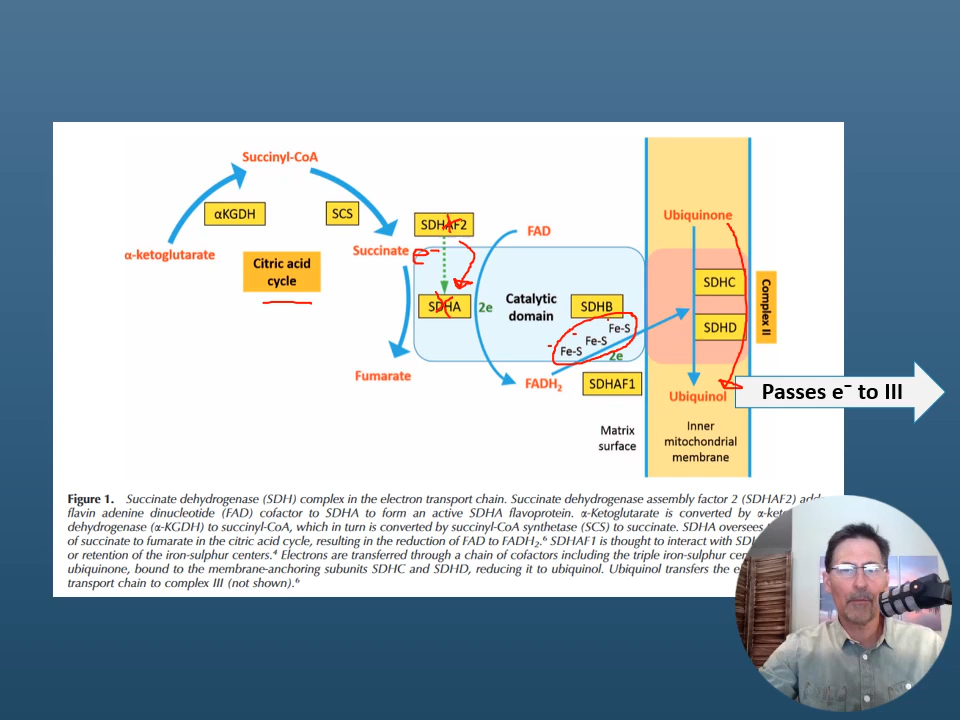 Succinyl-CoA
αKGDH
SCS
SDHAF2
Ubiquinone
α-ketoglutarate
Succinate
e-
FAD
Citric acid
cycle
SDHA
2e
Catalytic
domain
SDHB
Fe-S
Fe-S
Fe-S
2e
SDHC
SDHD
Complex II
Fumarate
FADH₂
SDHAF1
Ubiquinol
Passes e⁻ to III
Matrix
surface
Inner
mitochondrial
membrane
Figure 1. Succinate dehydrogenase (SDH) complex in the electron transport chain. Succinate dehydrogenase assembly factor 2 (SDHAF2) adds
flavin adenine dinucleotide (FAD) cofactor to SDHA to form an active SDHA flavoprotein. α-Ketoglutarate is converted by
dehydrogenase (α-KGDH) to succinyl-CoA, which in turn is converted by succinyl-CoA synthetase (SCS) to succinate. SDHA oversees
of succinate to fumarate in the citric acid cycle, resulting in the reduction of FAD to FADH₂.⁶ SDHAF1 is thought to interact with
or retention of the iron-sulphur centers.⁴ Electrons are transferred through a chain of cofactors including the triple iron-sulphur
ubiquinone, bound to the membrane-anchoring subunits SDHC and SDHD, reducing it to ubiquinol. Ubiquinol transfers the
transport chain to complex III (not shown).⁶